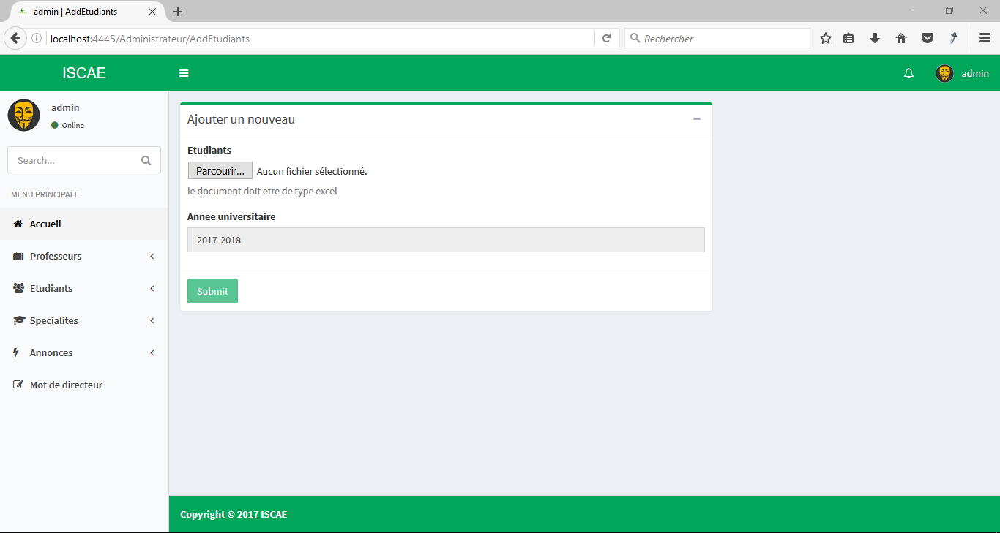 admin | AddEtudiants
localhost:4445/Administrateur/AddEtudiants
Rechercher
ISCAE
admin
admin
Online
Search...
MENU PRINCIPALE
Accueil
Professeurs
Etudiants
Specialites
Annonces
Mot de directeur
Ajouter un nouveau
Etudiants
Parcourir... Aucun fichier sélectionné.
le document doit etre de type excel
Annee universitaire
2017-2018
Submit
Copyright © 2017 ISCAE